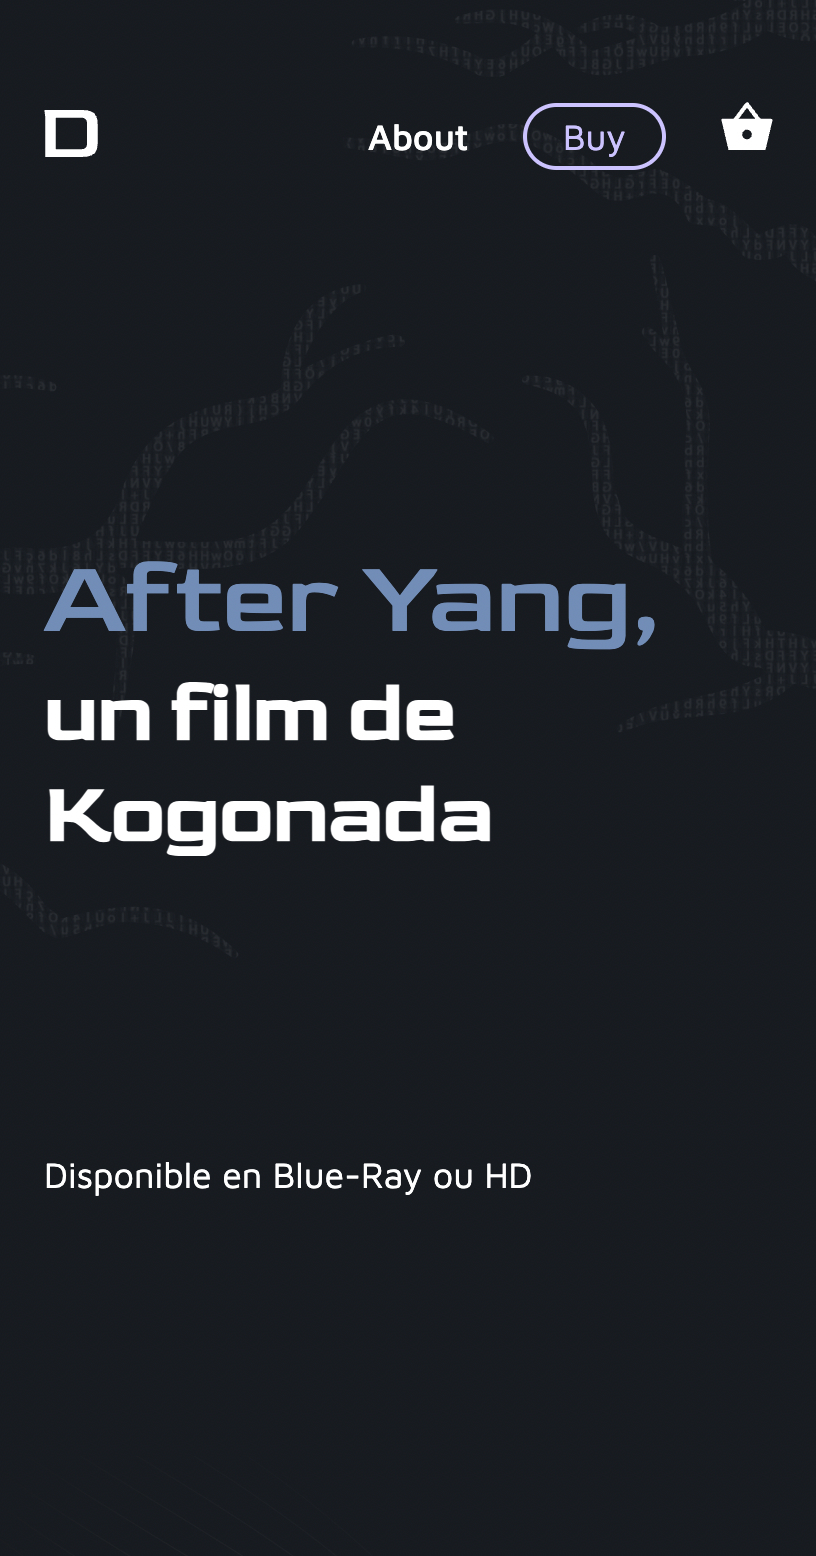 D
About
Buy
After Yang,
un film de
Kogonada
Disponible en Blue-Ray ou HD